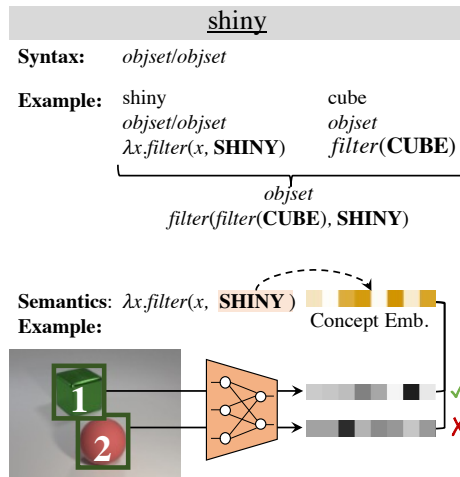 shiny
Syntax: objset/objset
Example: shiny cube
objset/objset objset
λx.filter(x, SHINY) filter(CUBE)
objset
filter(filter(CUBE), SHINY)
Semantics: λx.filter(x, SHINY )
Example: Concept Emb.
1
2